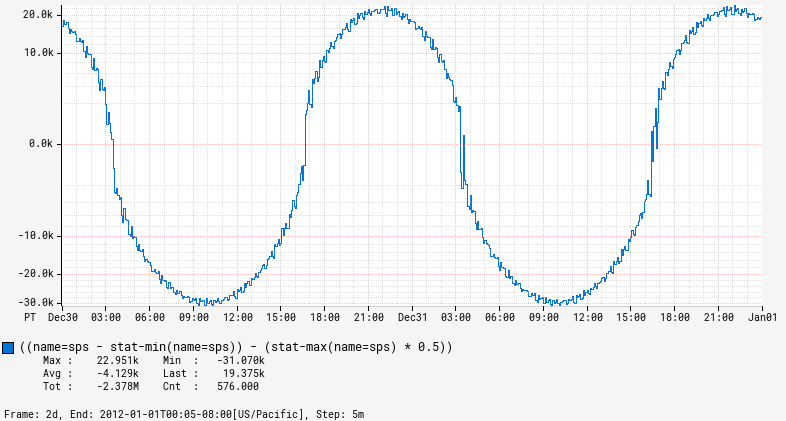 20.0k
10.0k
0.0k
-10.0k
-20.0k
-30.0k
PT Dec30 03:00 06:00 09:00 12:00 15:00 18:00 21:00 Dec31 03:00 06:00 09:00 12:00 15:00 18:00 21:00 Jan01
((name=sps - stat-min(name=sps)) - (stat-max(name=sps) * 0.5))
Max : 22.951k Min : -31.070k
Avg : -4.129k Last : 19.375k
Tot : -2.378M Cnt : 576.000
Frame: 2d, End: 2012-01-01T00:05-08:00[US/Pacific], Step: 5m